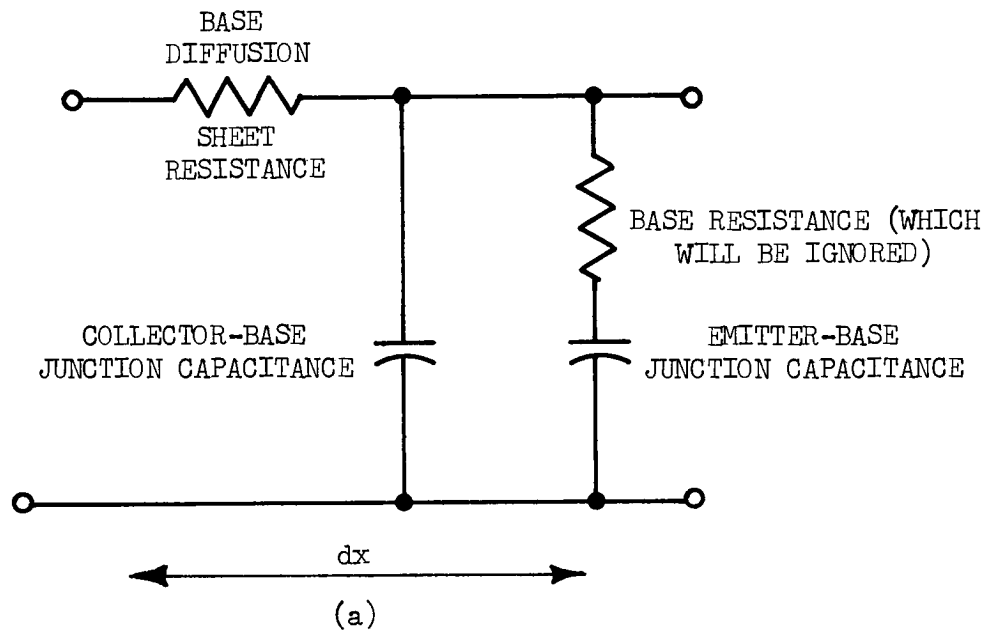 BASE
DIFFUSION
SHEET
RESISTANCE
BASE RESISTANCE (WHICH
WILL BE IGNORED)
COLLECTOR-BASE
JUNCTION CAPACITANCE
EMITTER-BASE
JUNCTION CAPACITANCE
dx
(a)